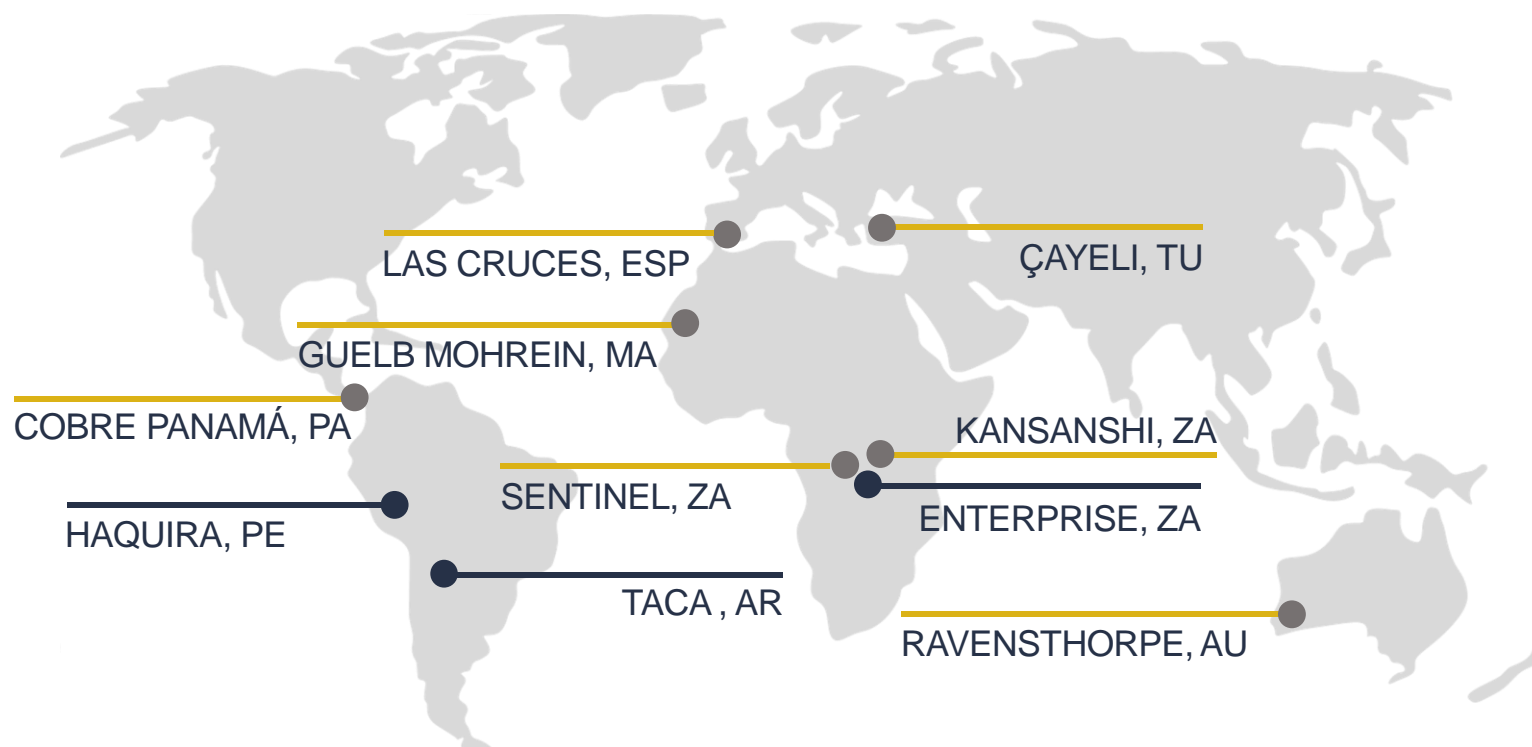 LAS CRUCES, ESP
ÇAYELI, TU
GUELB MOHREIN, MA
COBRE PANAMÁ, PA
KANSANSHI, ZA
SENTINEL, ZA
ENTERPRISE, ZA
HAQUIRA, PE
TACA , AR
RAVENSTHORPE, AU